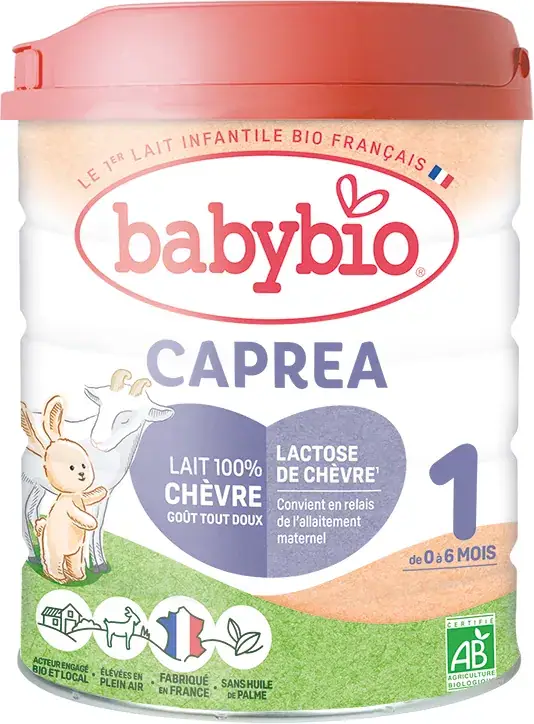 LE 1ER LAIT INFANTILE BIO FRANÇAIS
babybio®
CAPREA
LAIT 100%
CHÈVRE
GOÛT TOUT DOUX
LACTOSE
DE CHÈVRE¹
Convient en relais
de l'allaitement
maternel
1
de 0 à 6 MOIS
ACTEUR ENGAGÉ
BIO ET LOCAL
• ÉLEVÉES EN
PLEIN AIR
• FABRIQUÉ
EN FRANCE
• SANS HUILE
DE PALME
CERTIFIÉ
AB
AGRICULTURE
BIOLOGIQUE